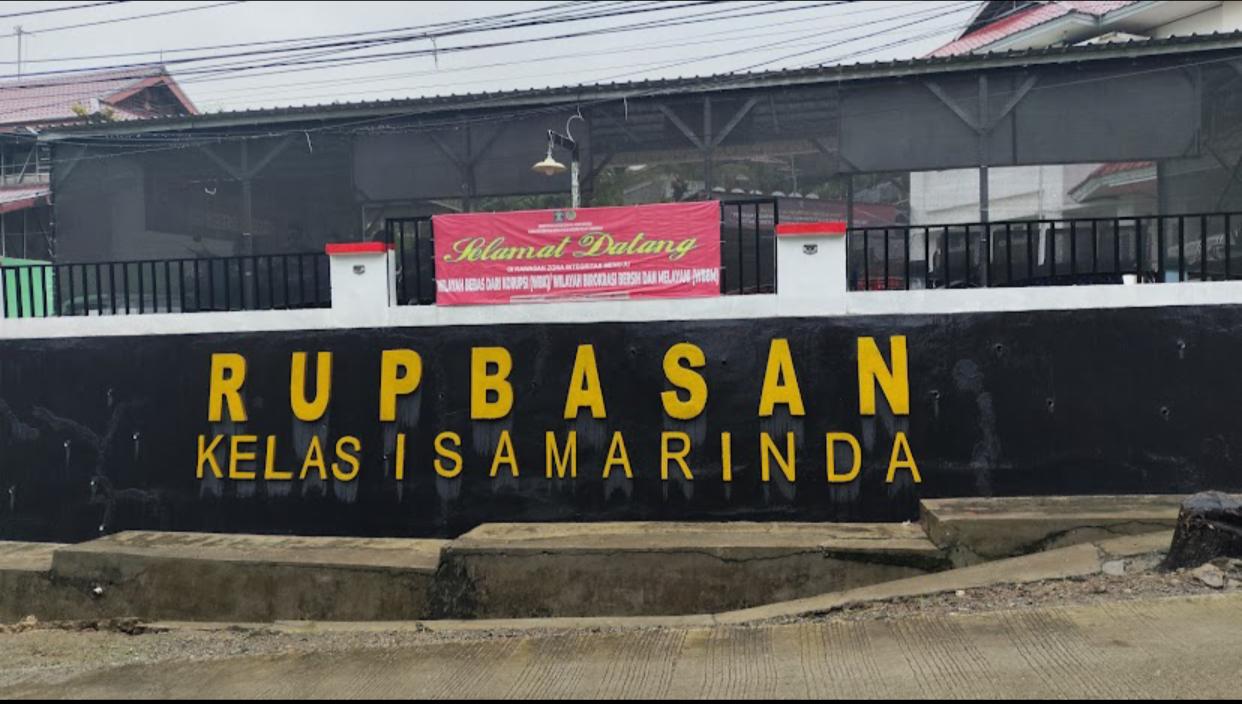 Selamat Datang
DI KAWASAN ZONA INTEGRITAS MENUJU
WILAYAH BEBAS DARI KORUPSI (WBK)/ WILAYAH BIROKRASI BERSIH DAN MELAYANI (WBBM)
RUPBASAN
KELAS I SAMARINDA